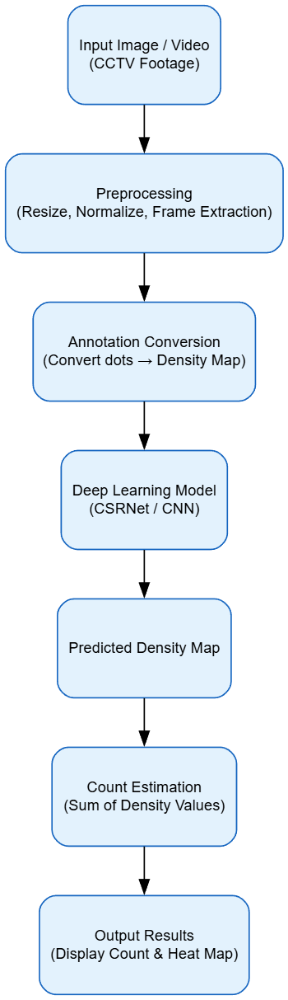 Input Image / Video
(CCTV Footage)
Preprocessing
(Resize, Normalize, Frame Extraction)
Annotation Conversion
(Convert dots → Density Map)
Deep Learning Model
(CSRNet / CNN)
Predicted Density Map
Count Estimation
(Sum of Density Values)
Output Results
(Display Count & Heat Map)